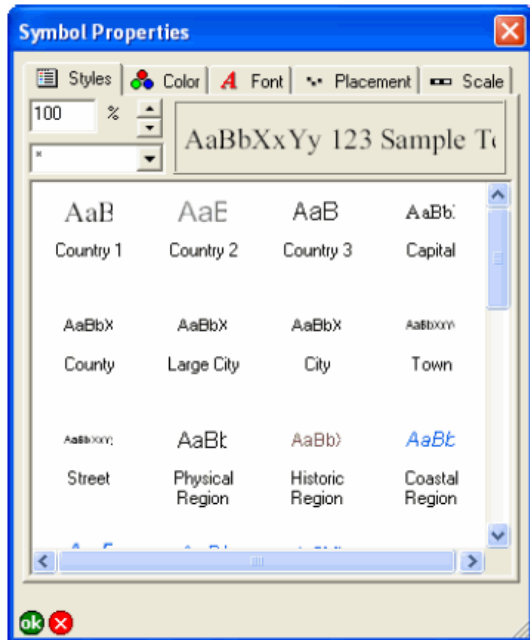 Symbol Properties
Styles Color A Font Placement Scale
100 %
AaBbXxYy 123 Sample
*
AaB AaE AaB AaBb
Country 1 Country 2 Country 3 Capital
AaBbX AaBbX AaBbX AaBbXxYy
County Large City City Town
AaBbXxYy AaBb AaBb AaBb
Street Physical Historic Coastal
Region Region Region
ok